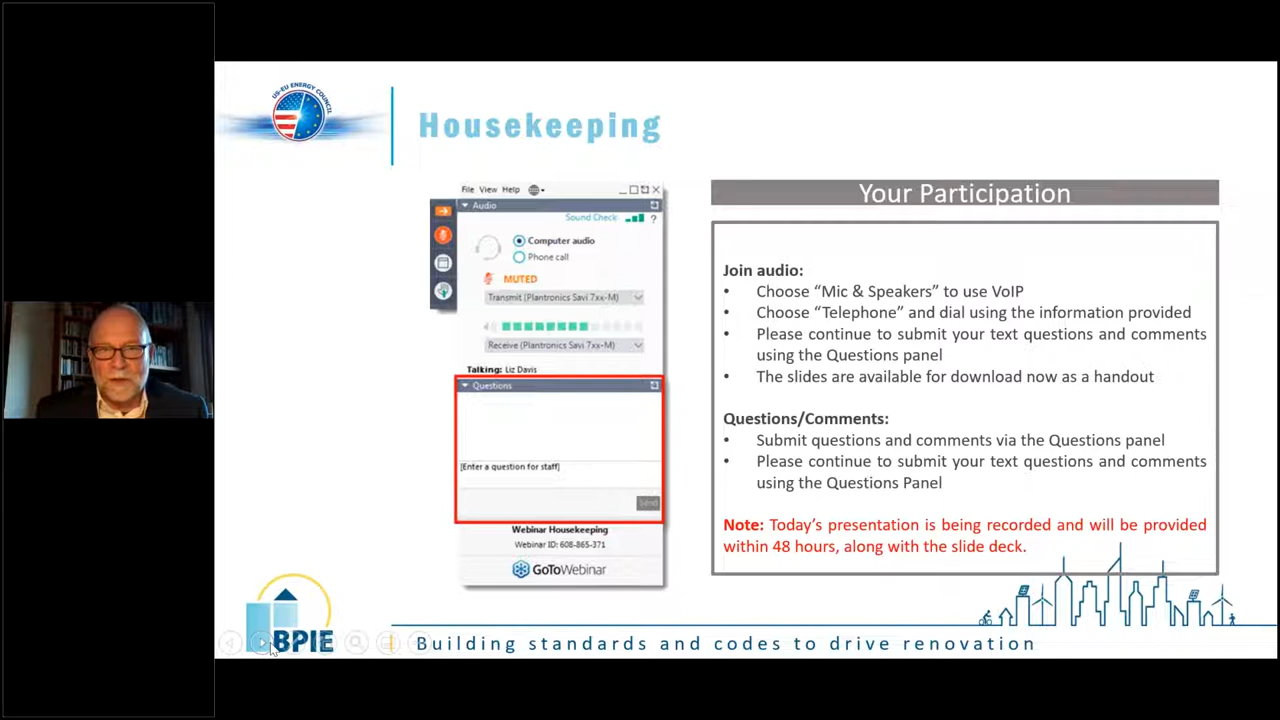 US-EU ENERGY COUNCIL
Housekeeping
File View Help
Audio
Sound Check
?
Computer audio
Phone call
MUTED
Transmit (Plantronics Savi 7xx-M)
Receive (Plantronics Savi 7xx-M)
Talking: Liz Davis
Questions
[Enter a question for staff]
Send
Webinar Housekeeping
Webinar ID: 608-865-371
GoToWebinar
Your Participation
Join audio:
• Choose “Mic & Speakers” to use VoIP
• Choose “Telephone” and dial using the information provided
• Please continue to submit your text questions and comments
using the Questions panel
• The slides are available for download now as a handout
Questions/Comments:
• Submit questions and comments via the Questions panel
• Please continue to submit your text questions and comments
using the Questions Panel
Note: Today’s presentation is being recorded and will be provided
within 48 hours, along with the slide deck.
BPIE
Building standards and codes to drive renovation